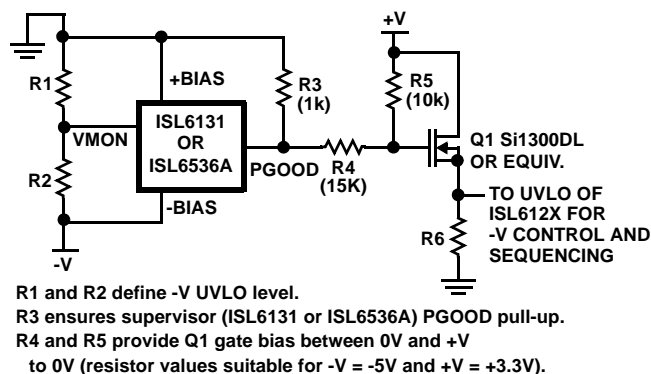 +V
R1
+BIAS
R3
(1k)
R5
(10k)
VMON
ISL6131
OR
ISL6536A
PGOOD
R4
(15K)
Q1 Si1300DL
OR EQUIV.
R2
-BIAS
-V
R6
TO UVLO OF
ISL612X FOR
-V CONTROL AND
SEQUENCING
R1 and R2 define -V UVLO level.
R3 ensures supervisor (ISL6131 or ISL6536A) PGOOD pull-up.
R4 and R5 provide Q1 gate bias between 0V and +V
to 0V (resistor values suitable for -V = -5V and +V = +3.3V).